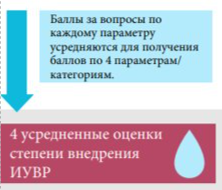 Баллы за вопросы по
каждому параметру
усредняются для получения
баллов по 4 параметрам/
категориям.
4 усредненные оценки
степени внедрения
ИУВР